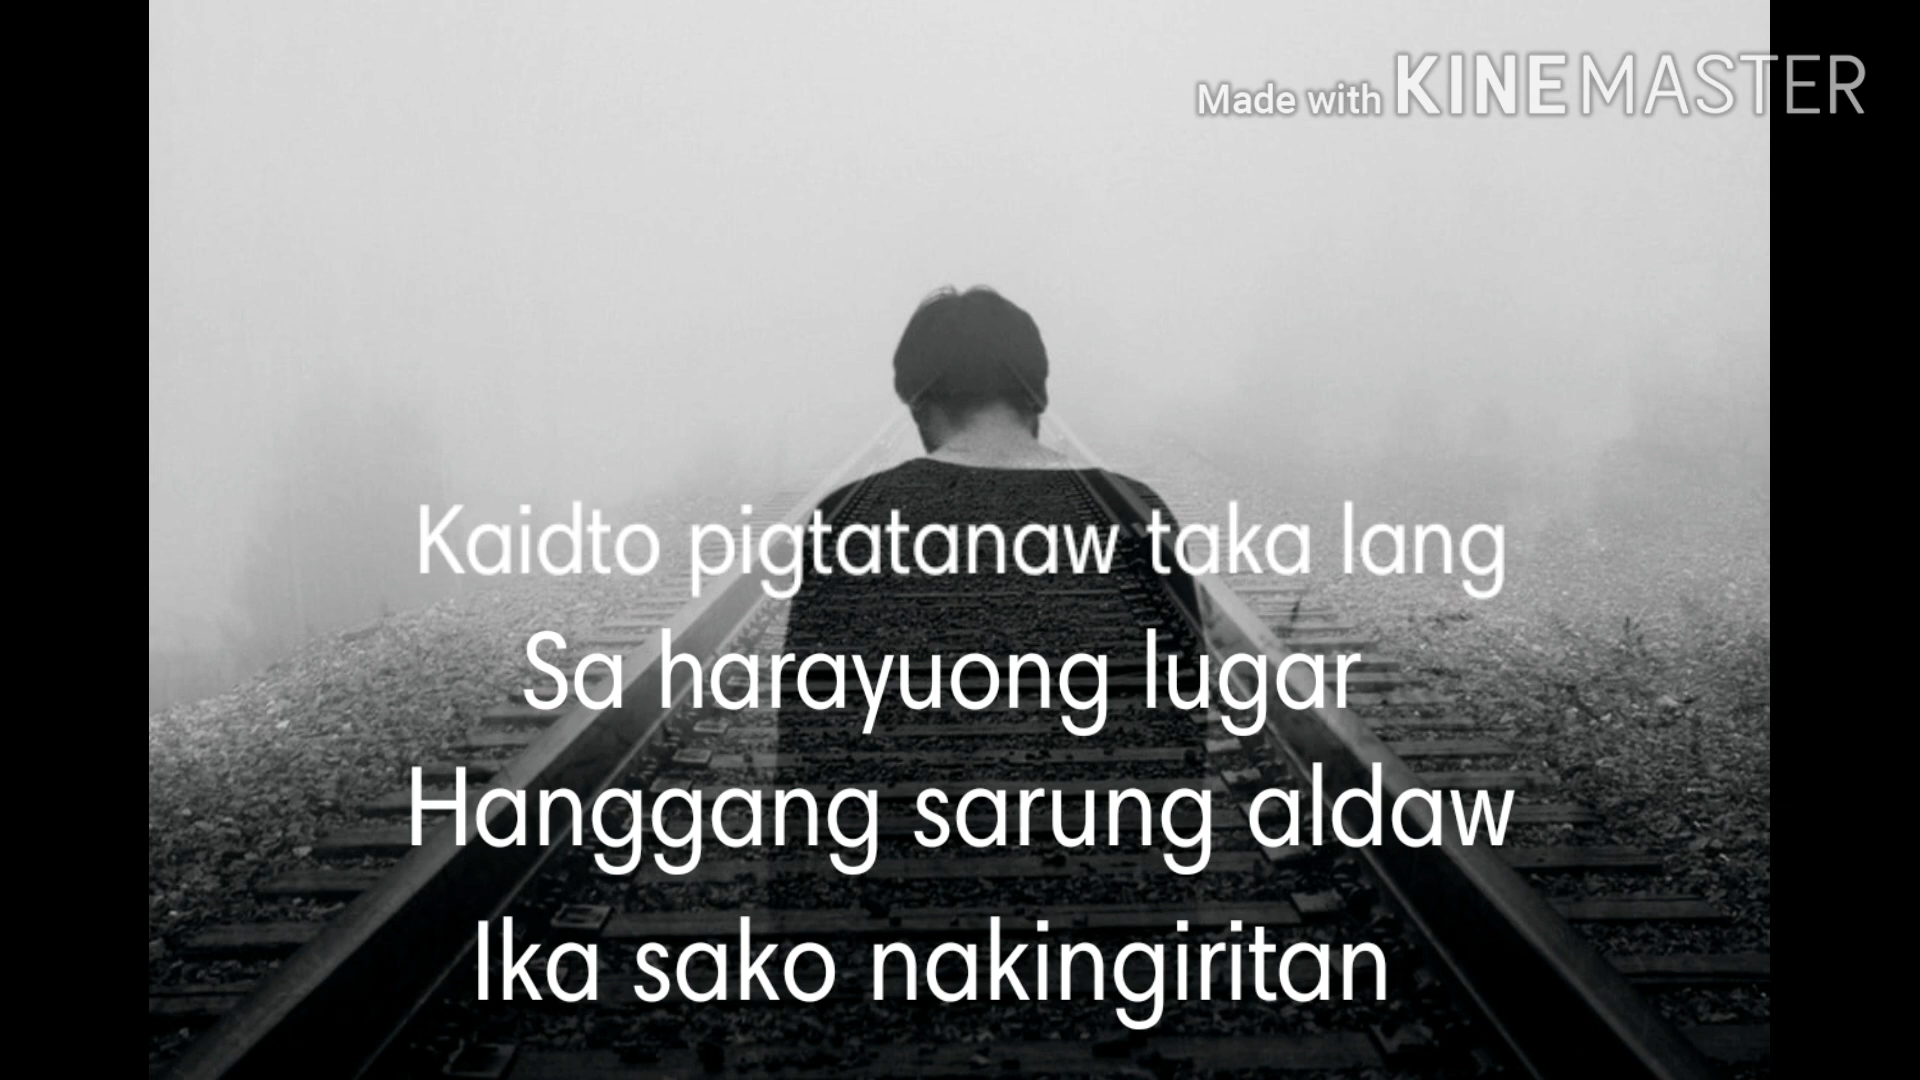 Made with KINEMASTER
Kaidto pigtatanaw taka lang
Sa harayuong lugar
Hanggang sarung aldaw
Ika sako nakingiritan